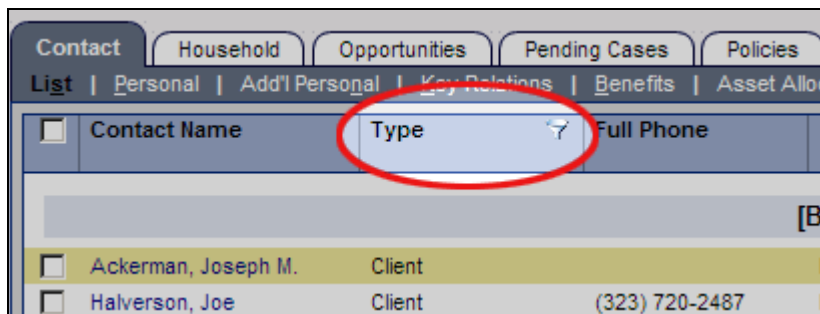 Contact Household Opportunities Pending Cases Policies
List | Personal | Add'l Personal | Key Relations | Benefits | Asset Allo
Contact Name Type Full Phone
[B
Ackerman, Joseph M. Client
Halverson, Joe Client (323) 720-2487